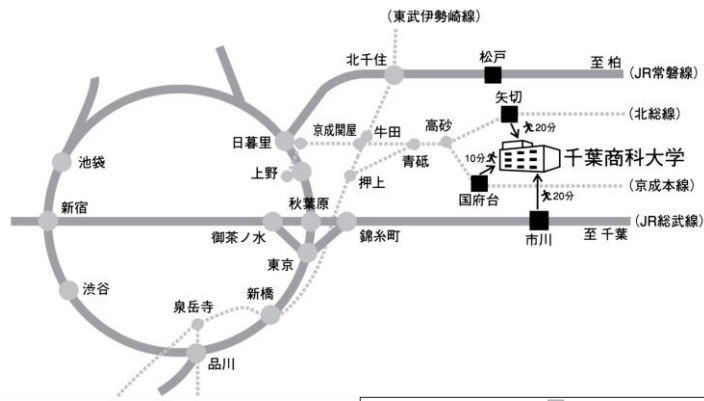 （東武伊勢崎線）
北千住
松戸
至 柏
（JR常磐線）
矢切
（北総線）
日暮里
京成関屋
牛田
高砂
20分
池袋
上野
青砥
10分
千葉商科大学
押上
国府台
（京成本線）
新宿
秋葉原
20分
御茶ノ水
錦糸町
市川
至 千葉
（JR総武線）
東京
渋谷
泉岳寺
新橋
品川